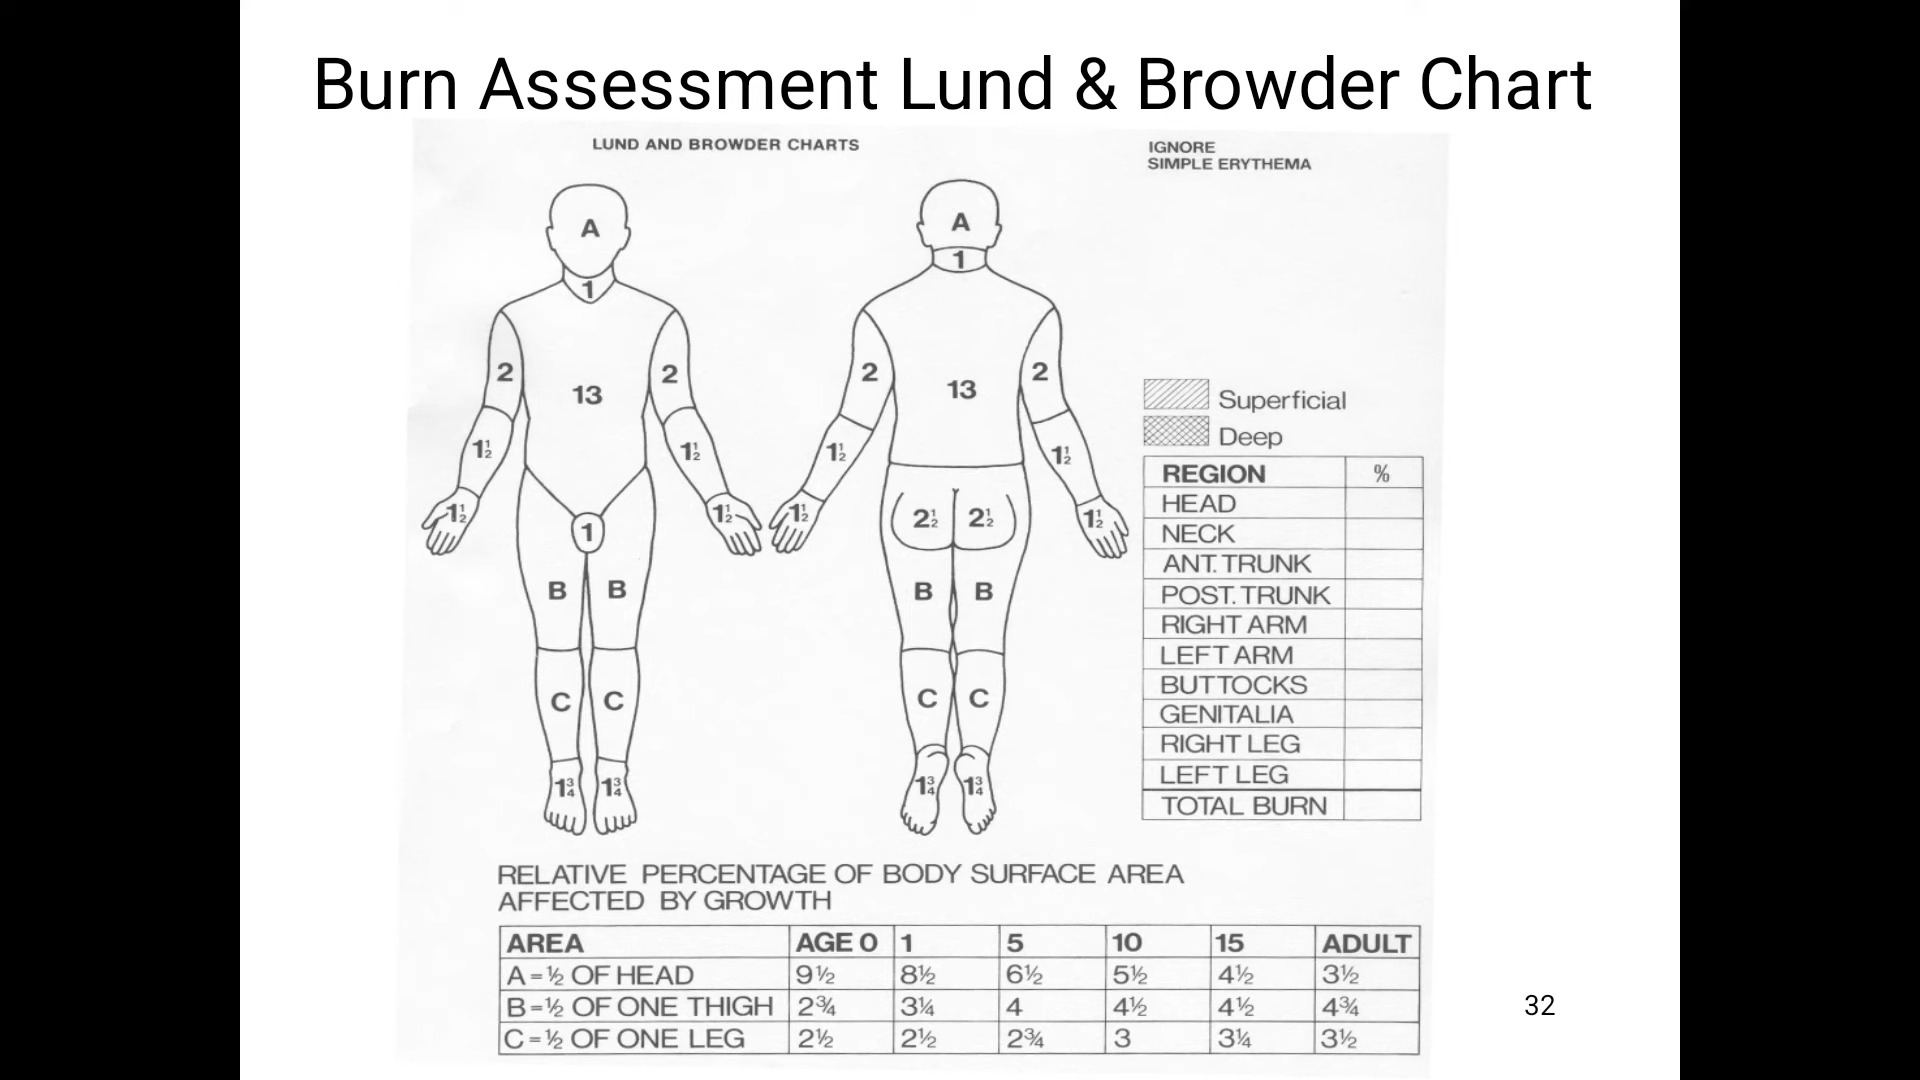 Burn Assessment Lund & Browder Chart
LUND AND BROWDER CHARTS
IGNORE
SIMPLE ERYTHEMA
A
1
2
13
2
1½
1½
1½
1½
1
B B
C C
1¾ 1¾
A
1
2
13
2
1½
1½
1½
1½
2½ 2½
B B
C C
1¾ 1¾
Superficial
Deep
REGION %
HEAD
NECK
ANT. TRUNK
POST. TRUNK
RIGHT ARM
LEFT ARM
BUTTOCKS
GENITALIA
RIGHT LEG
LEFT LEG
TOTAL BURN
RELATIVE PERCENTAGE OF BODY SURFACE AREA
AFFECTED BY GROWTH
AREA AGE 0 1 5 10 15 ADULT
A = ½ OF HEAD 9½ 8½ 6½ 5½ 4½ 3½
B = ½ OF ONE THIGH 2¾ 3¼ 4 4½ 4½ 4¾
C = ½ OF ONE LEG 2½ 2½ 2¾ 3 3¼ 3½
32